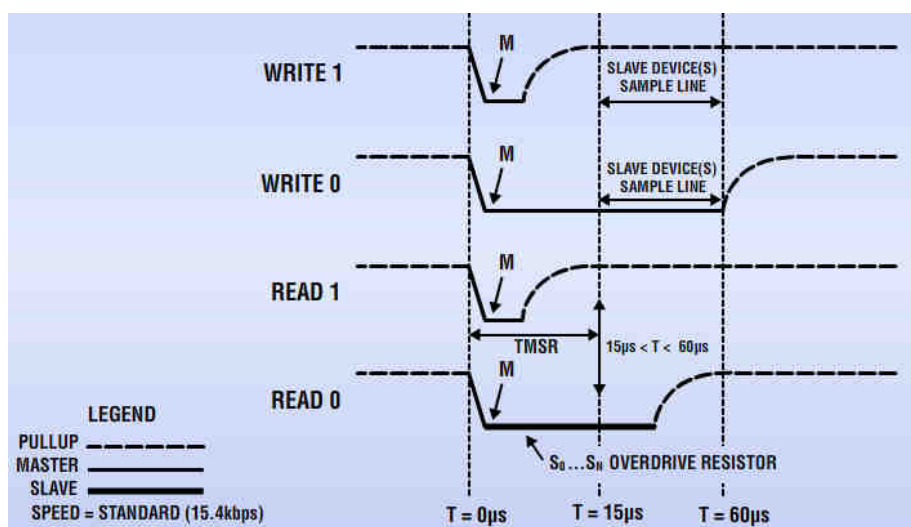 M
WRITE 1
SLAVE DEVICE(S)
SAMPLE LINE
M
WRITE 0
SLAVE DEVICE(S)
SAMPLE LINE
M
READ 1
TMSR
15µs < T < 60µs
M
READ 0
LEGEND
PULLUP
MASTER
SLAVE
S₀...Sₙ OVERDRIVE RESISTOR
SPEED = STANDARD (15.4kbps)
T = 0µs
T = 15µs
T = 60µs